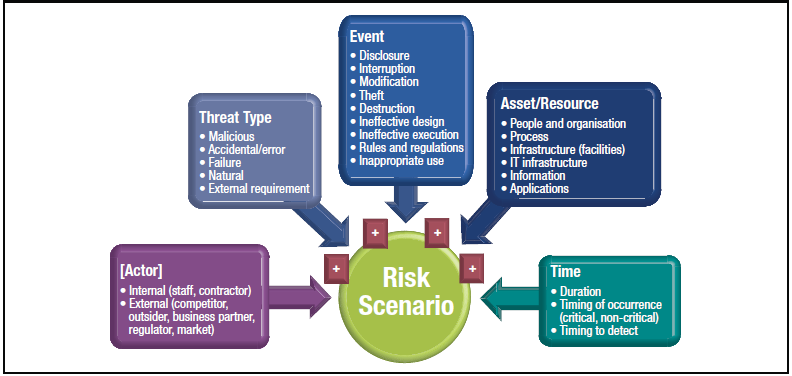 Event
• Disclosure
• Interruption
• Modification
• Theft
• Destruction
• Ineffective design
• Ineffective execution
• Rules and regulations
• Inappropriate use
Threat Type
• Malicious
• Accidental/error
• Failure
• Natural
• External requirement
Asset/Resource
• People and organisation
• Process
• Infrastructure (facilities)
• IT infrastructure
• Information
• Applications
[Actor]
• Internal (staff, contractor)
• External (competitor,
outsider, business partner,
regulator, market)
+
+
+
+
Risk
Scenario
Time
• Duration
• Timing of occurrence
(critical, non-critical)
• Timing to detect